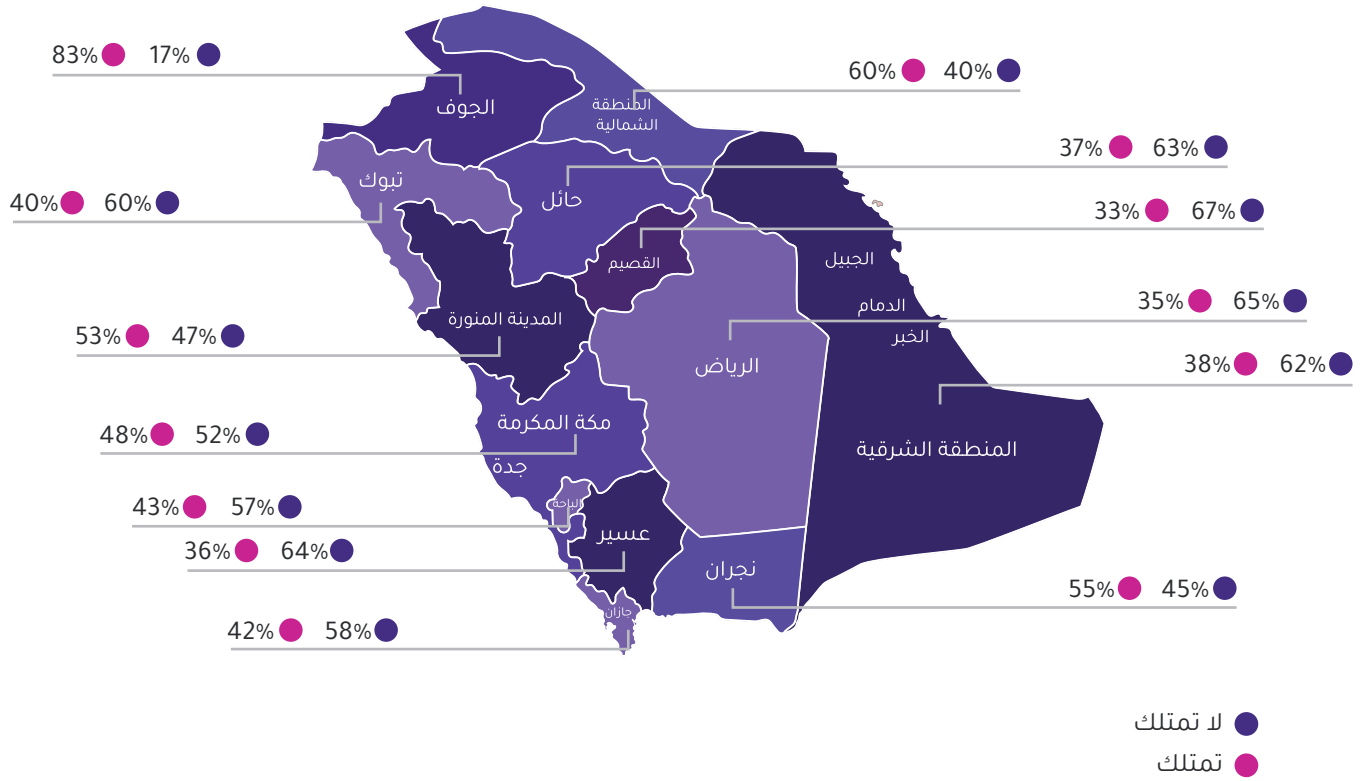 83% 17%
60% 40%
الجوف
المنطقة
الشمالية
37% 63%
تبوك
حائل
40% 60%
33% 67%
القصيم
الجبيل
35% 65%
الدمام
المدينة المنورة
53% 47%
الخبر
38% 62%
الرياض
مكة المكرمة
48% 52%
المنطقة الشرقية
جدة
43% 57%
الباحة
عسير
36% 64%
نجران
55% 45%
جازان
42% 58%
لا تمتلك
تمتلك